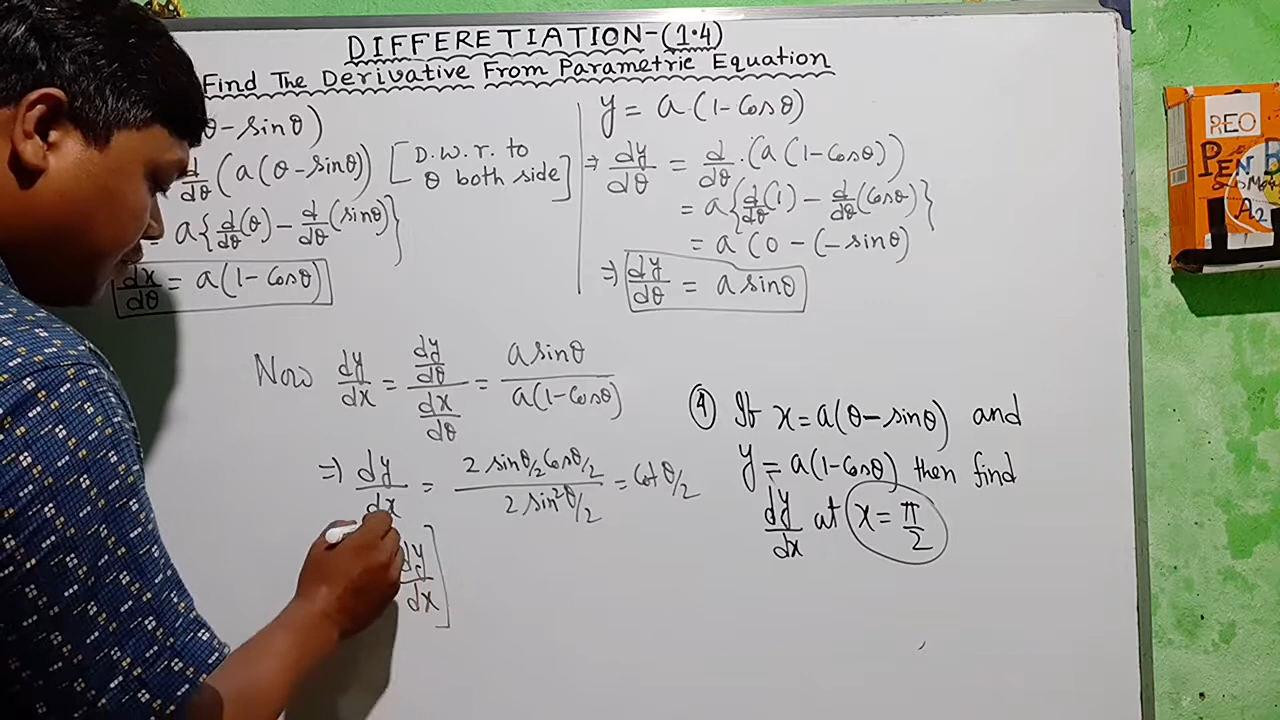 DIFFERETIATION-(1.4)
Find The Derivative From Parametric Equation
θ - sinθ)
d/dθ (a(θ - sinθ)) [D.W.r. to θ both side]
= a{d/dθ(θ) - d/dθ(sinθ)}
dx/dθ = a(1 - Cosθ)
y = a(1 - Cosθ)
⇒ dy/dθ = d/dθ.(a(1 - Cosθ))
= a{d/dθ(1) - d/dθ(Cosθ)}
= a(0 - (- sinθ)
⇒ dy/dθ = a sinθ
Now dy/dx = dy/dθ / dx/dθ = a sinθ / a(1 - Cosθ)
⇒ dy/dx = 2 sinθ/2 Cosθ/2 / 2 sin²θ/2 = Cot θ/2
dy/dx]
④ If x = a(θ - sinθ) and
y = a(1 - Cosθ) then find
dy/dx at x = π/2
REO
PEN B
A2